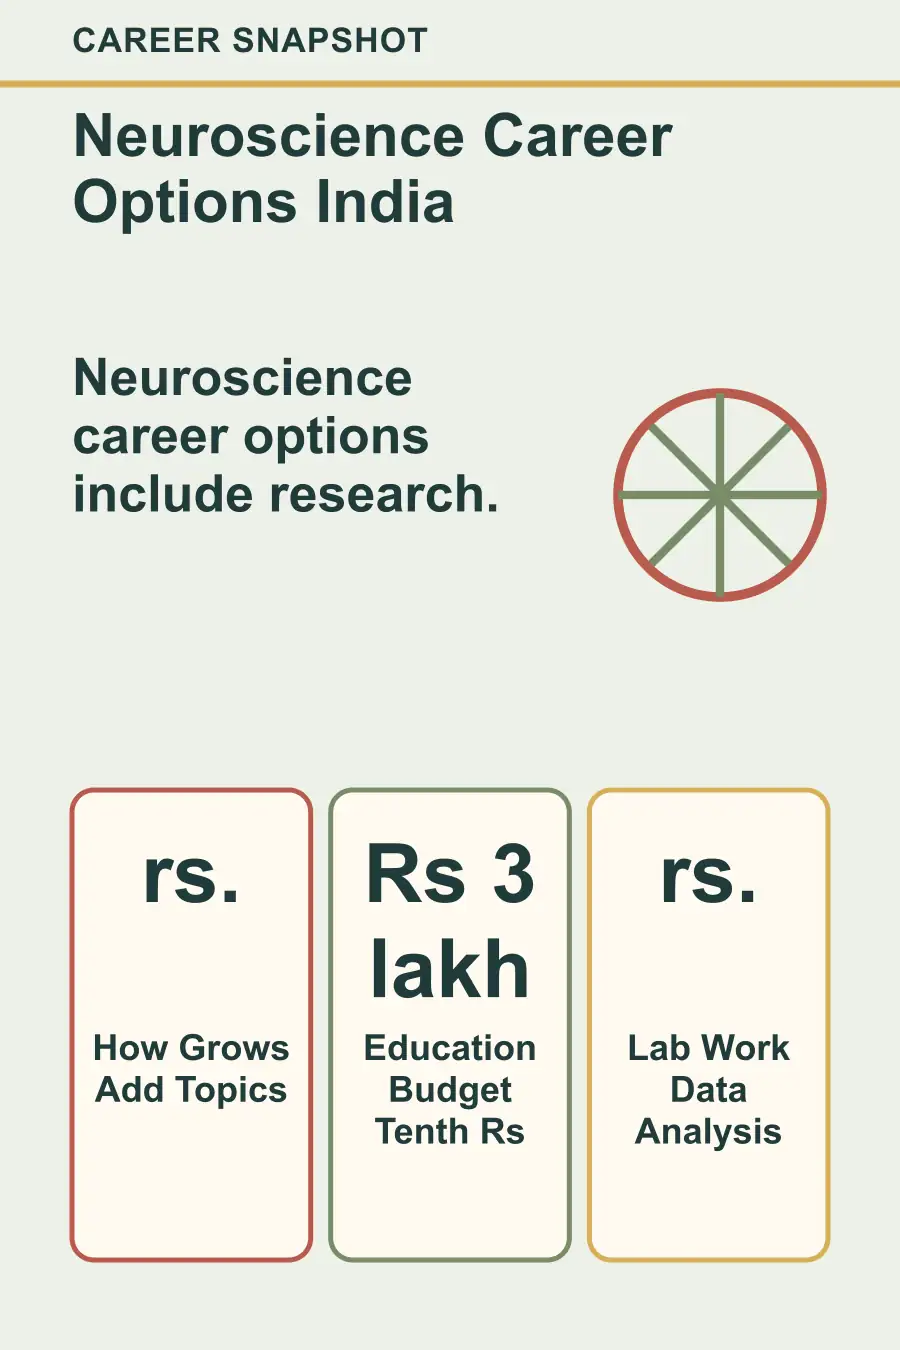 CAREER SNAPSHOT
Neuroscience Career
Options India
Neuroscience
career options
include research.
rs.
How Grows
Add Topics
Rs 3
lakh
Education
Budget
Tenth Rs
rs.
Lab Work
Data
Analysis